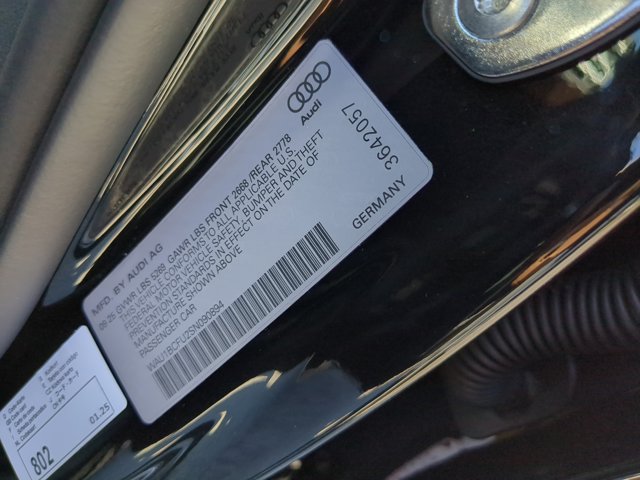 Audi
3642057
GERMANY
MFD. BY AUDI AG
09-25 GVWR LBS 5269 GAWR LBS FRONT 2668 /REAR 2778
THIS VEHICLE CONFORMS TO ALL APPLICABLE U.S.
FEDERAL MOTOR VEHICLE SAFETY, BUMPER AND THEFT
PREVENTION STANDARDS IN EFFECT ON THE DATE OF
MANUFACTURE SHOWN ABOVE
PASSENGER CAR
WAU1BCFU2SN090894
802
01.25